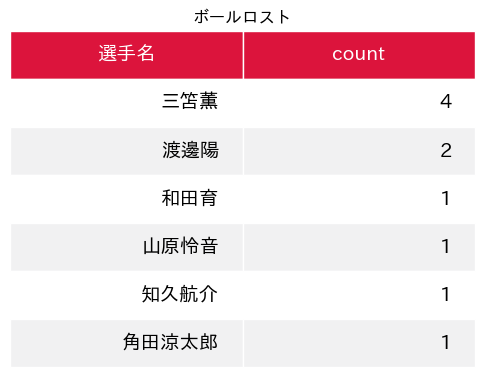 ボールロスト
選手名 count
三笘薫 4
渡邊陽 2
和田育 1
山原怜音 1
知久航介 1
角田涼太郎 1